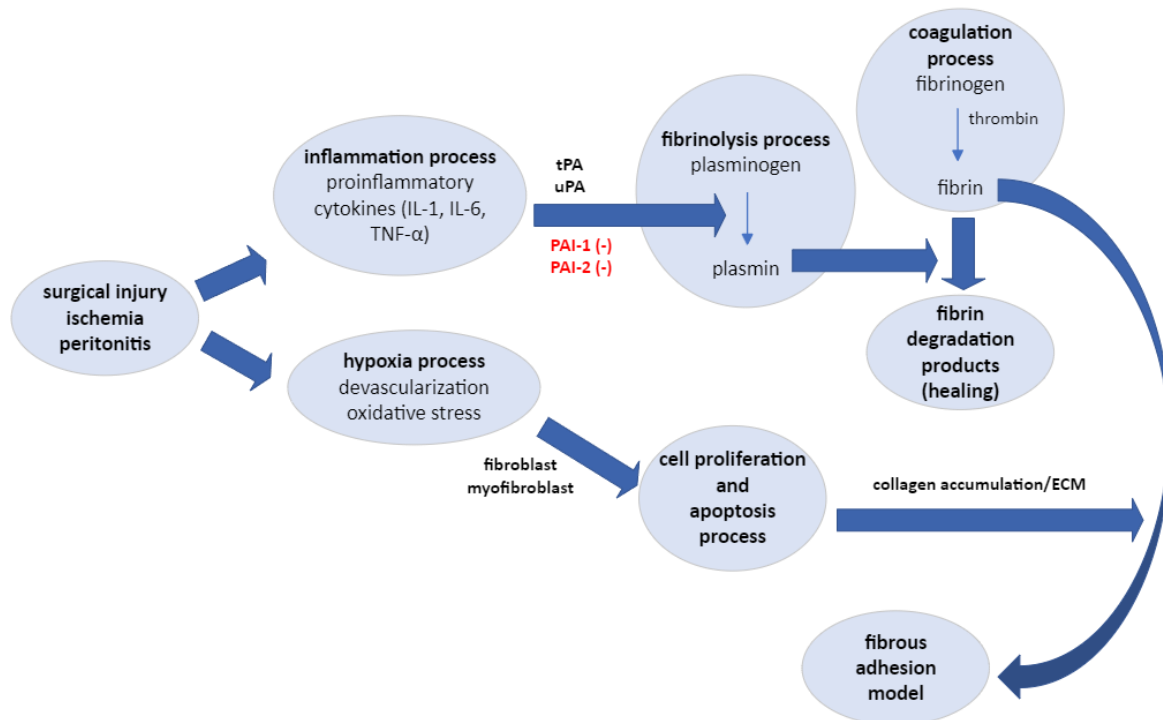 surgical injury
ischemia
peritonitis
inflammation process
proinflammatory
cytokines (IL-1, IL-6,
TNF-α)
tPA
uPA
PAI-1 (-)
PAI-2 (-)
fibrinolysis process
plasminogen
plasmin
coagulation
process
fibrinogen
thrombin
fibrin
fibrin
degradation
products
(healing)
hypoxia process
devascularization
oxidative stress
fibroblast
myofibroblast
cell proliferation
and
apoptosis
process
collagen accumulation/ECM
fibrous
adhesion
model